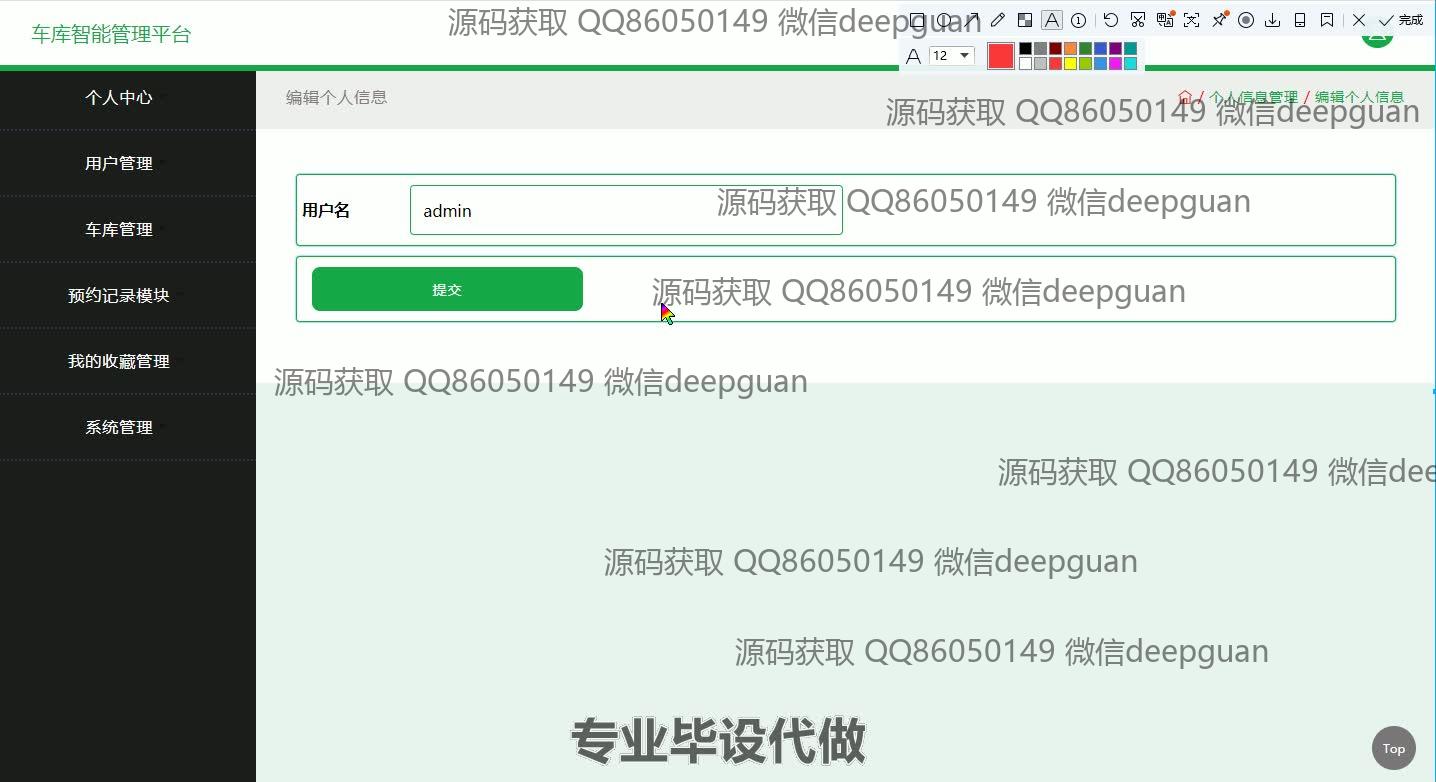 车库智能管理平台
源码获取 QQ86050149 微信deepguan
完成
A 12
个人中心
编辑个人信息
/ 个人信息管理 / 编辑个人信息
源码获取 QQ86050149 微信deepguan
用户管理
用户名
admin
源码获取 QQ86050149 微信deepguan
车库管理
预约记录模块
提交
源码获取 QQ86050149 微信deepguan
我的收藏管理
源码获取 QQ86050149 微信deepguan
系统管理
源码获取 QQ86050149 微信dee
源码获取 QQ86050149 微信deepguan
源码获取 QQ86050149 微信deepguan
专业毕设代做
Top